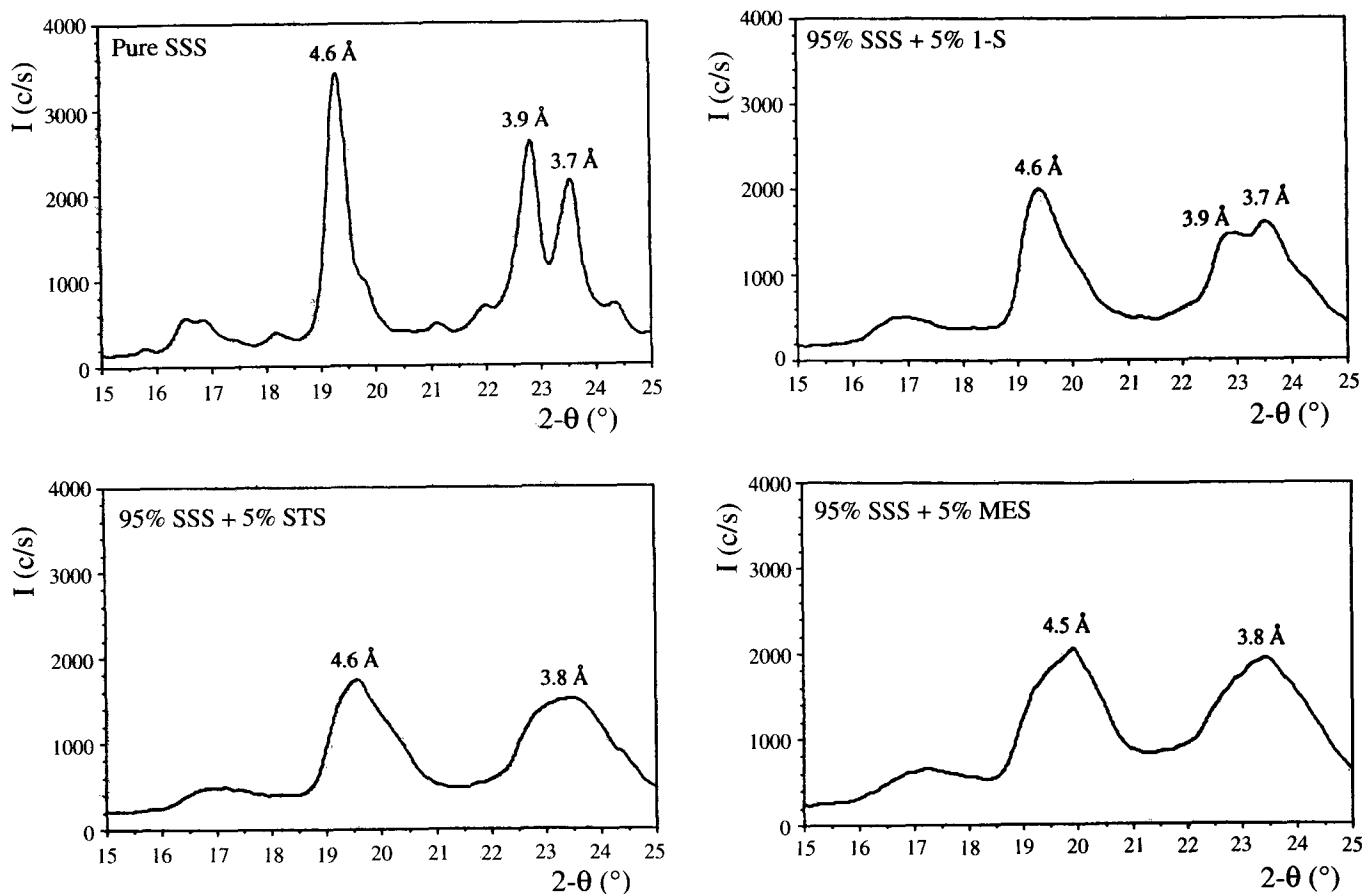 Pure SSS
4.6 Å
3.9 Å
3.7 Å
I (c/s)
4000
3000
2000
1000
0
15 16 17 18 19 20 21 22 23 24 25
2-θ (°)
95% SSS + 5% 1-S
4.6 Å
3.9 Å
3.7 Å
I (c/s)
4000
3000
2000
1000
0
15 16 17 18 19 20 21 22 23 24 25
2-θ (°)
95% SSS + 5% STS
4.6 Å
3.8 Å
I (c/s)
4000
3000
2000
1000
0
15 16 17 18 19 20 21 22 23 24 25
2-θ (°)
95% SSS + 5% MES
4.5 Å
3.8 Å
I (c/s)
4000
3000
2000
1000
0
15 16 17 18 19 20 21 22 23 24 25
2-θ (°)